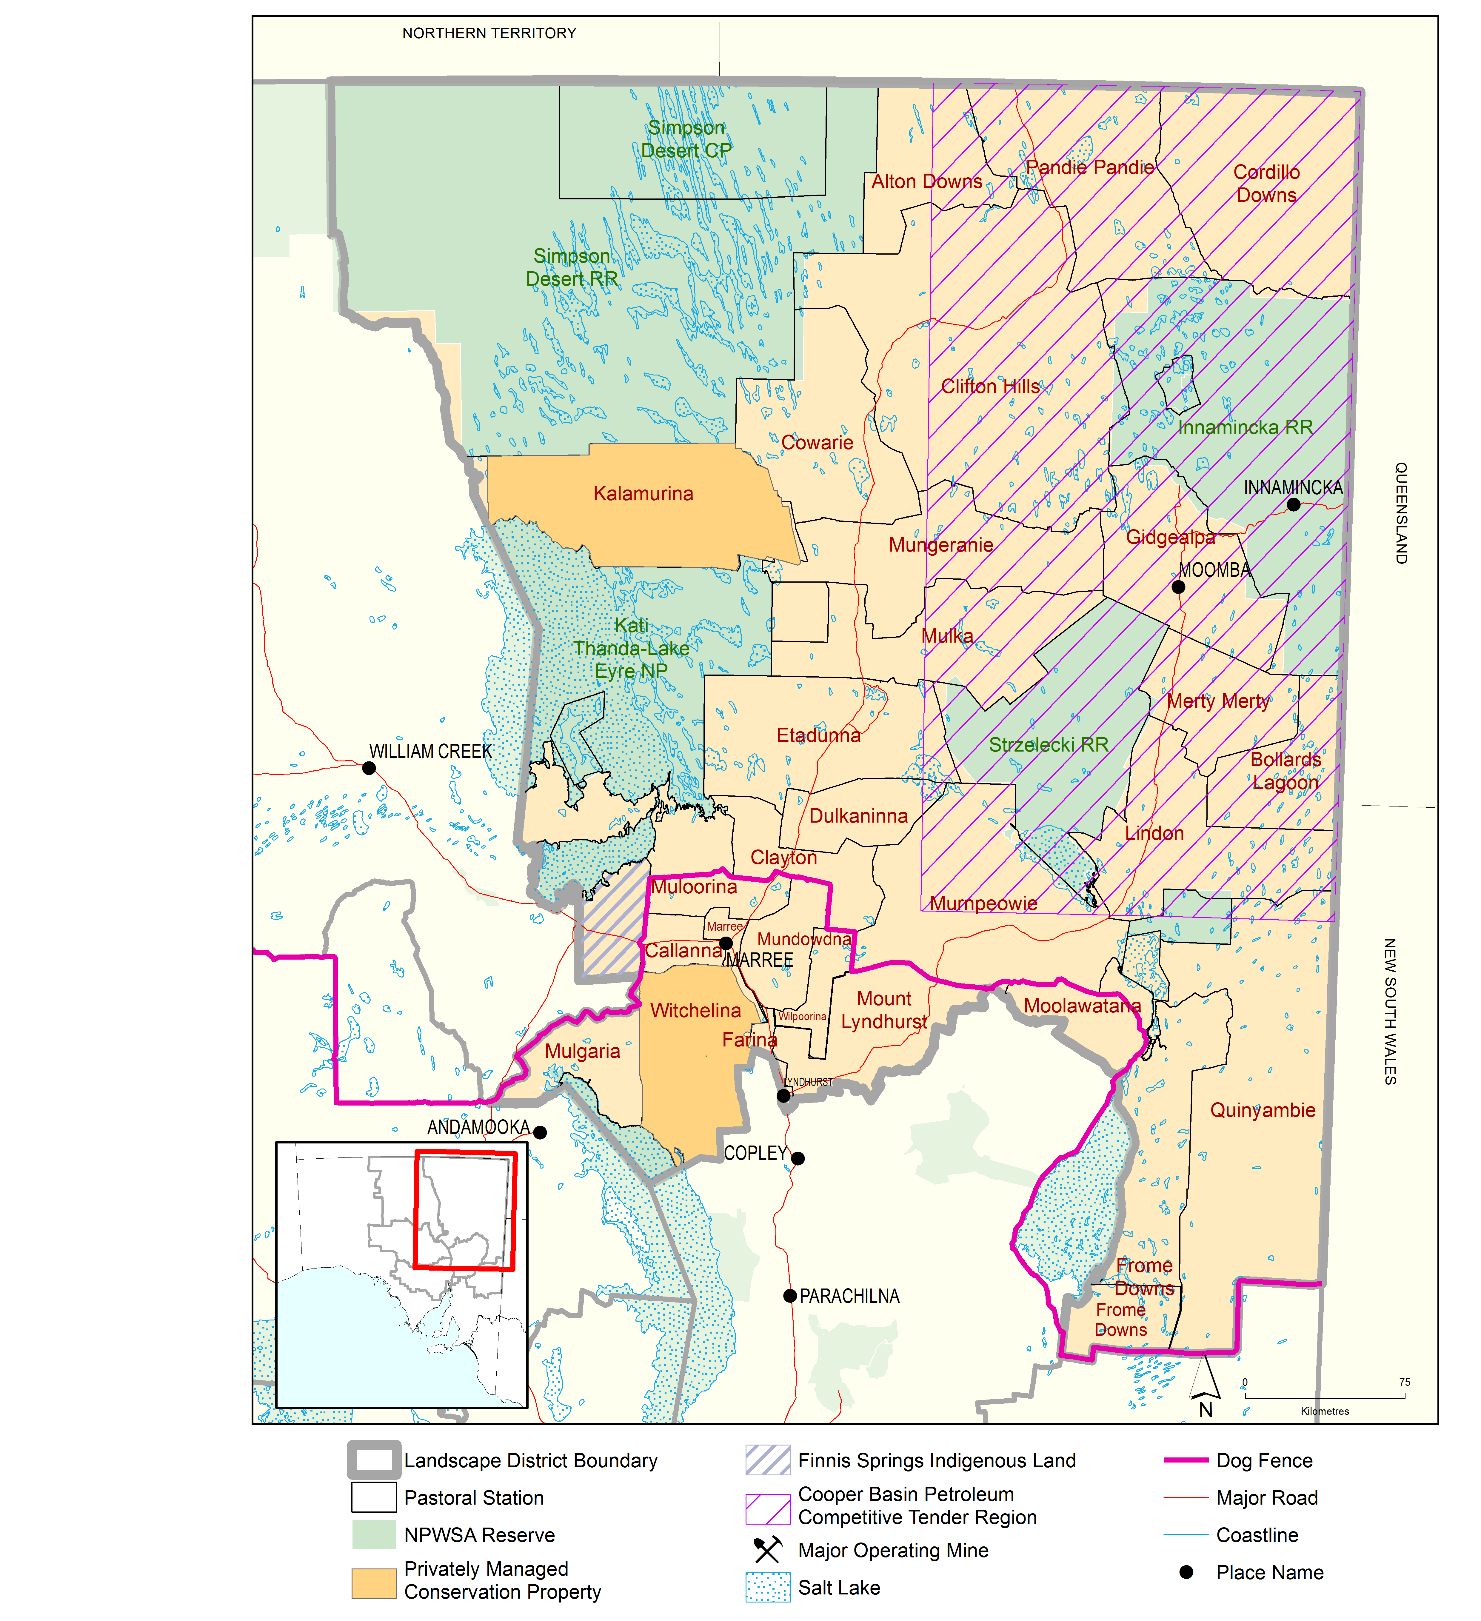 NORTHERN TERRITORY
Simpson
Desert CP
Pandie Pandie
Alton Downs
Cordillo
Downs
Simpson
Desert RR
Clifton Hills
Innamincka RR
Cowarie
QUEENSLAND
Kalamurina
INNAMINCKA
Mungeranie
Gidgealpa
MOOMBA
Kati
Thanda-Lake
Eyre NP
Mulka
Merty Merty
Etadunna
Strzelecki RR
WILLIAM CREEK
Bollards
Lagoon
Dulkaninna
Lindon
Clayton
Muloorina
Murnpeowie
Marree
Callanna
Mundowdna
MARREE
NEW SOUTH WALES
Witchelina
Mount
Lyndhurst
Moolawatana
Wilpoorina
Farina
Mulgaria
LYNDHURST
Quinyambie
ANDAMOOKA
COPLEY
Frome
Downs
PARACHILNA
Frome
Downs
0 75
Kilometres
N
Landscape District Boundary
Pastoral Station
NPWSA Reserve
Privately Managed
Conservation Property
Finnis Springs Indigenous Land
Cooper Basin Petroleum
Competitive Tender Region
Major Operating Mine
Salt Lake
Dog Fence
Major Road
Coastline
Place Name